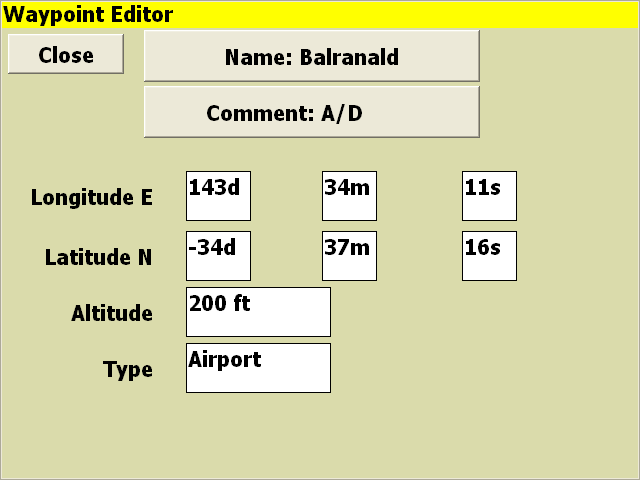 Waypoint Editor
Close
Name: Balranald
Comment: A/D
Longitude E 143d 34m 11s
Latitude N -34d 37m 16s
Altitude 200 ft
Type Airport